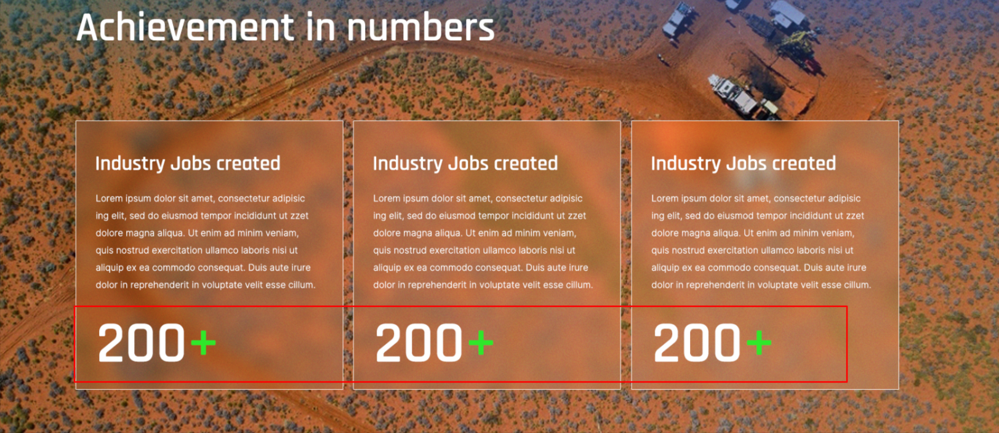 Achievement in numbers
Industry Jobs created
Lorem ipsum dolor sit amet, consectetur adipisic
ing elit, sed do eiusmod tempor incididunt ut zzet
dolore magna aliqua. Ut enim ad minim veniam,
quis nostrud exercitation ullamco laboris nisi ut
aliquip ex ea commodo consequat. Duis aute irure
dolor in reprehenderit in voluptate velit esse cillum.
200+
Industry Jobs created
Lorem ipsum dolor sit amet, consectetur adipisic
ing elit, sed do eiusmod tempor incididunt ut zzet
dolore magna aliqua. Ut enim ad minim veniam,
quis nostrud exercitation ullamco laboris nisi ut
aliquip ex ea commodo consequat. Duis aute irure
dolor in reprehenderit in voluptate velit esse cillum.
200+
Industry Jobs created
Lorem ipsum dolor sit amet, consectetur adipisic
ing elit, sed do eiusmod tempor incididunt ut zzet
dolore magna aliqua. Ut enim ad minim veniam,
quis nostrud exercitation ullamco laboris nisi ut
aliquip ex ea commodo consequat. Duis aute irure
dolor in reprehenderit in voluptate velit esse cillum.
200+